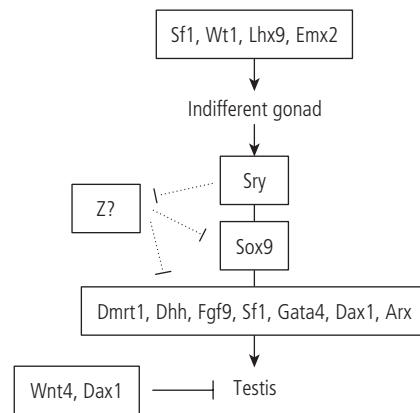 Sf1, Wt1, Lhx9, Emx2
Indifferent gonad
Sry
Z?
Sox9
Dmrt1, Dhh, Fgf9, Sf1, Gata4, Dax1, Arx
Wnt4, Dax1
Testis